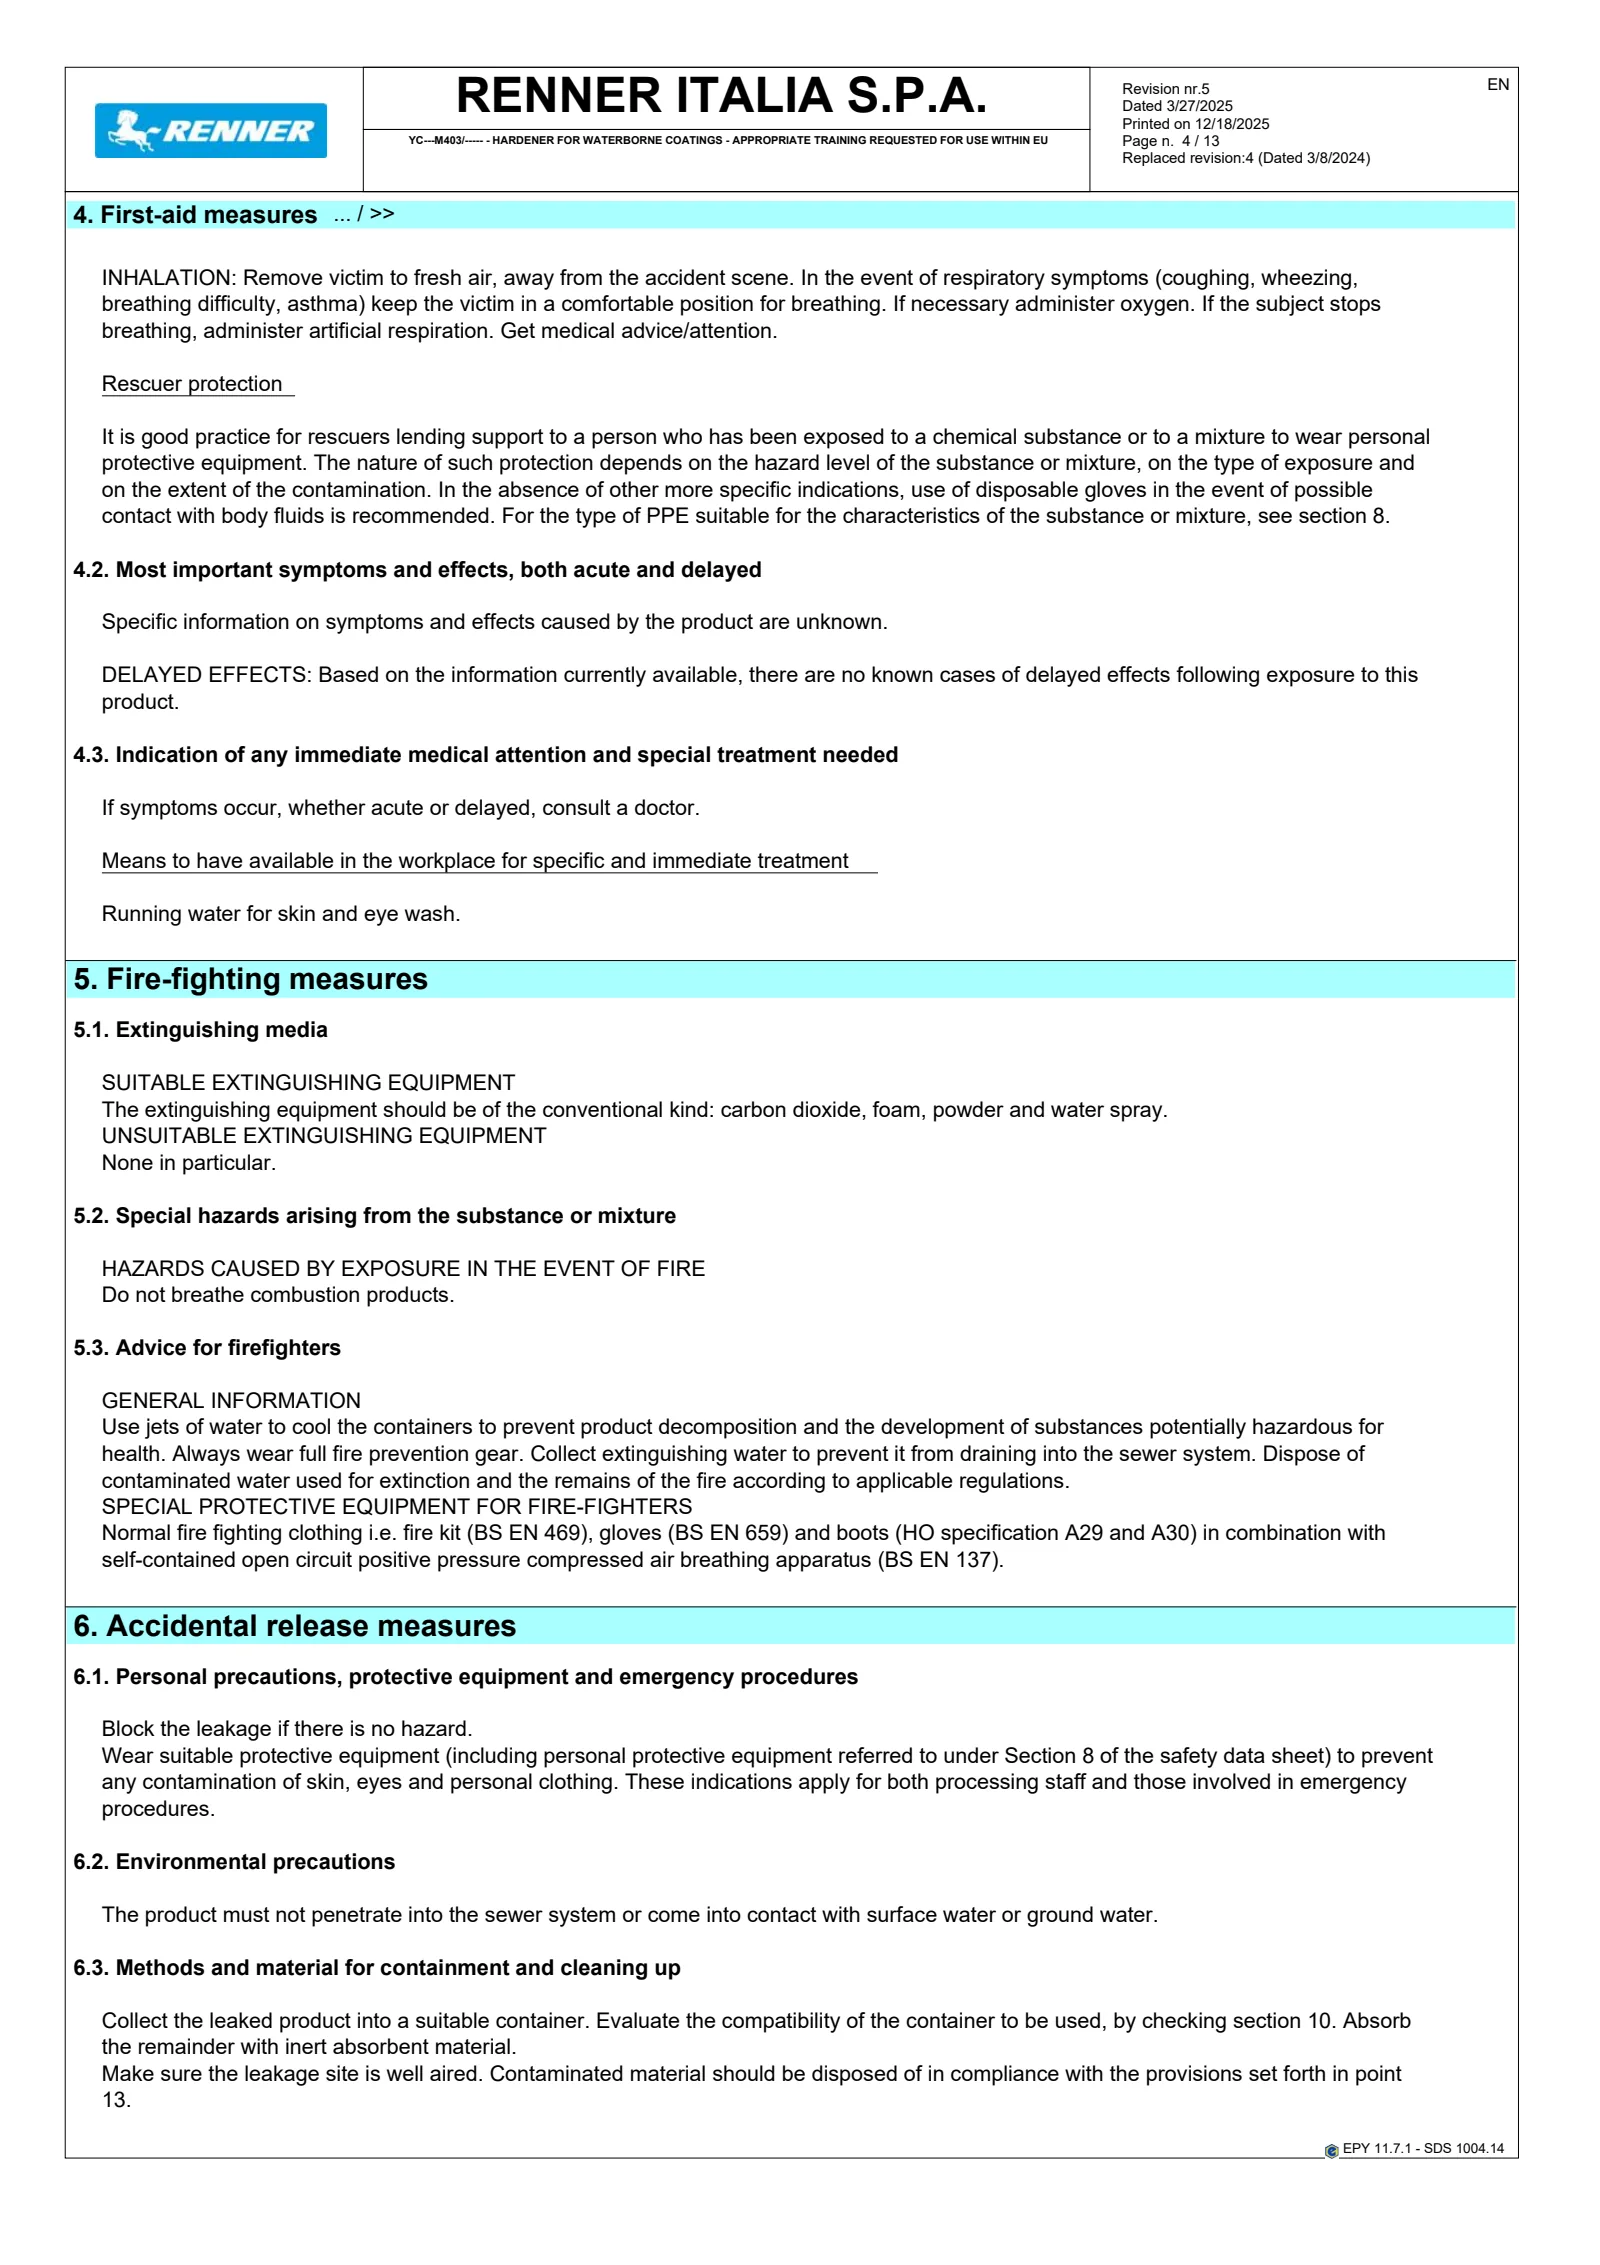 RENNER
RENNER ITALIA S.P.A.
YC---M403/----- - HARDENER FOR WATERBORNE COATINGS - APPROPRIATE TRAINING REQUESTED FOR USE WITHIN EU
Revision nr.5
Dated 3/27/2025
Printed on 12/18/2025
Page n. 4 / 13
Replaced revision:4 (Dated 3/8/2024)
EN
4. First-aid measures ... / >>
INHALATION: Remove victim to fresh air, away from the accident scene. In the event of respiratory symptoms (coughing, wheezing,
breathing difficulty, asthma) keep the victim in a comfortable position for breathing. If necessary administer oxygen. If the subject stops
breathing, administer artificial respiration. Get medical advice/attention.
Rescuer protection
It is good practice for rescuers lending support to a person who has been exposed to a chemical substance or to a mixture to wear personal
protective equipment. The nature of such protection depends on the hazard level of the substance or mixture, on the type of exposure and
on the extent of the contamination. In the absence of other more specific indications, use of disposable gloves in the event of possible
contact with body fluids is recommended. For the type of PPE suitable for the characteristics of the substance or mixture, see section 8.
4.2. Most important symptoms and effects, both acute and delayed
Specific information on symptoms and effects caused by the product are unknown.
DELAYED EFFECTS: Based on the information currently available, there are no known cases of delayed effects following exposure to this
product.
4.3. Indication of any immediate medical attention and special treatment needed
If symptoms occur, whether acute or delayed, consult a doctor.
Means to have available in the workplace for specific and immediate treatment
Running water for skin and eye wash.
5. Fire-fighting measures
5.1. Extinguishing media
SUITABLE EXTINGUISHING EQUIPMENT
The extinguishing equipment should be of the conventional kind: carbon dioxide, foam, powder and water spray.
UNSUITABLE EXTINGUISHING EQUIPMENT
None in particular.
5.2. Special hazards arising from the substance or mixture
HAZARDS CAUSED BY EXPOSURE IN THE EVENT OF FIRE
Do not breathe combustion products.
5.3. Advice for firefighters
GENERAL INFORMATION
Use jets of water to cool the containers to prevent product decomposition and the development of substances potentially hazardous for
health. Always wear full fire prevention gear. Collect extinguishing water to prevent it from draining into the sewer system. Dispose of
contaminated water used for extinction and the remains of the fire according to applicable regulations.
SPECIAL PROTECTIVE EQUIPMENT FOR FIRE-FIGHTERS
Normal fire fighting clothing i.e. fire kit (BS EN 469), gloves (BS EN 659) and boots (HO specification A29 and A30) in combination with
self-contained open circuit positive pressure compressed air breathing apparatus (BS EN 137).
6. Accidental release measures
6.1. Personal precautions, protective equipment and emergency procedures
Block the leakage if there is no hazard.
Wear suitable protective equipment (including personal protective equipment referred to under Section 8 of the safety data sheet) to prevent
any contamination of skin, eyes and personal clothing. These indications apply for both processing staff and those involved in emergency
procedures.
6.2. Environmental precautions
The product must not penetrate into the sewer system or come into contact with surface water or ground water.
6.3. Methods and material for containment and cleaning up
Collect the leaked product into a suitable container. Evaluate the compatibility of the container to be used, by checking section 10. Absorb
the remainder with inert absorbent material.
Make sure the leakage site is well aired. Contaminated material should be disposed of in compliance with the provisions set forth in point
13.
EPY 11.7.1 - SDS 1004.14